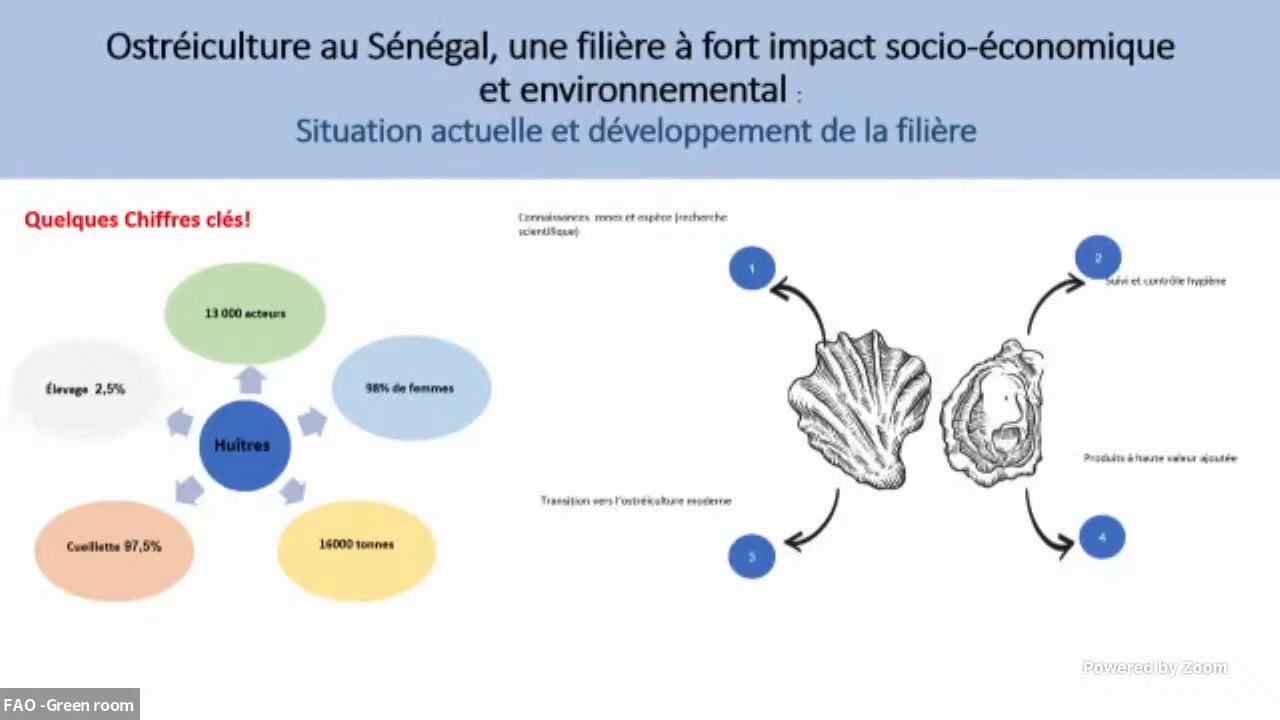 Ostréiculture au Sénégal, une filière à fort impact socio-économique
et environnemental :
Situation actuelle et développement de la filière
Quelques Chiffres clés!
13 000 acteurs
Élevage 2,5%
98% de femmes
Huîtres
Cueillette 97,5%
16000 tonnes
Connaissances zones et espèce (recherche
scientifique)
1
2
Suivi et contrôle hygiène
Transition vers l'ostréiculture moderne
3
Produits à haute valeur ajoutée
4
Powered by Zoom
FAO -Green room